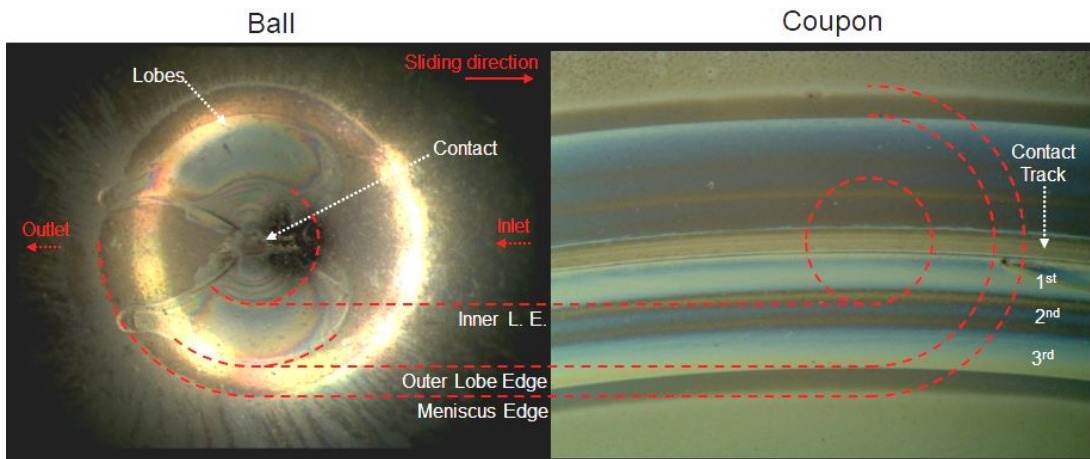 Ball
Coupon
Sliding direction
Lobes
Contact
Contact
Track
Outlet
Inlet
1st
Inner L. E.
2nd
3rd
Outer Lobe Edge
Meniscus Edge